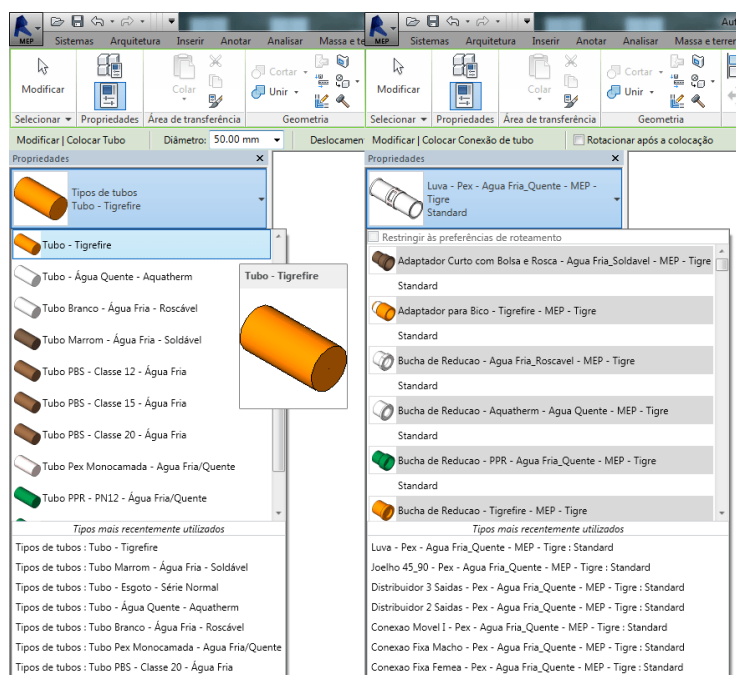 MEP
Sistemas Arquitetura Inserir Anotar Analisar Massa e te
Modificar
Colar
Cortar
Unir
Selecionar Propriedades Área de transferência Geometria
Modificar | Colocar Tubo Diâmetro: 50.00 mm Deslocamen
Propriedades
Tipos de tubos
Tubo - Tigrefire
Tubo - Tigrefire
Tubo - Água Quente - Aquatherm
Tubo Branco - Água Fria - Roscável
Tubo Marrom - Água Fria - Soldável
Tubo PBS - Classe 12 - Água Fria
Tubo PBS - Classe 15 - Água Fria
Tubo PBS - Classe 20 - Água Fria
Tubo Pex Monocamada - Agua Fria/Quente
Tubo PPR - PN12 - Água Fria/Quente
Tubo - Tigrefire
Tipos mais recentemente utilizados
Tipos de tubos : Tubo - Tigrefire
Tipos de tubos : Tubo Marrom - Água Fria - Soldável
Tipos de tubos : Tubo - Esgoto - Série Normal
Tipos de tubos : Tubo - Água Quente - Aquatherm
Tipos de tubos : Tubo Branco - Água Fria - Roscável
Tipos de tubos : Tubo Pex Monocamada - Agua Fria/Quente
Tipos de tubos : Tubo PBS - Classe 20 - Água Fria
Aut
MEP
Sistemas Arquitetura Inserir Anotar Analisar Massa e terren
Modificar
Colar
Cortar
Unir
Selecionar Propriedades Área de transferência Geometria
Modificar | Colocar Conexão de tubo Rotacionar após a colocação
Propriedades
Luva - Pex - Agua Fria_Quente - MEP -
Tigre
Standard
Restringir às preferências de roteamento
Adaptador Curto com Bolsa e Rosca - Agua Fria_Soldavel - MEP - Tigre
Standard
Adaptador para Bico - Tigrefire - MEP - Tigre
Standard
Bucha de Reducao - Agua Fria_Roscavel - MEP - Tigre
Standard
Bucha de Reducao - Aquatherm - Agua Quente - MEP - Tigre
Standard
Bucha de Reducao - PPR - Agua Fria_Quente - MEP - Tigre
Standard
Bucha de Reducao - Tigrefire - MEP - Tigre
Tipos mais recentemente utilizados
Luva - Pex - Agua Fria_Quente - MEP - Tigre : Standard
Joelho 45_90 - Pex - Agua Fria_Quente - MEP - Tigre : Standard
Distribuidor 3 Saidas - Pex - Agua Fria_Quente - MEP - Tigre : Standard
Distribuidor 2 Saidas - Pex - Agua Fria_Quente - MEP - Tigre : Standard
Conexao Movel I - Pex - Agua Fria_Quente - MEP - Tigre : Standard
Conexao Fixa Macho - Pex - Agua Fria_Quente - MEP - Tigre : Standard
Conexao Fixa Femea - Pex - Agua Fria_Quente - MEP - Tigre : Standard